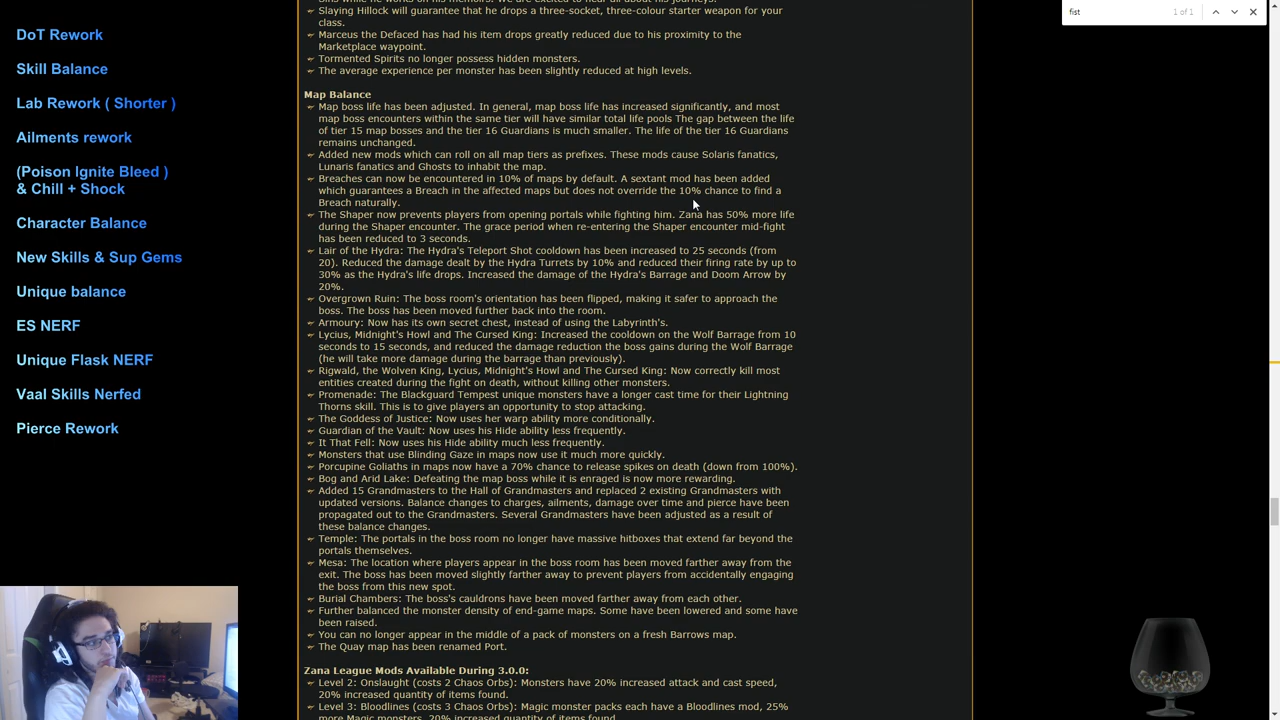 DoT Rework
Skill Balance
Lab Rework ( Shorter )
Ailments rework
(Poison Ignite Bleed )
& Chill + Shock
Character Balance
New Skills & Sup Gems
Unique balance
ES NERF
Unique Flask NERF
Vaal Skills Nerfed
Pierce Rework
Slaying Hillock will guarantee that he drops a three-socket, three-colour starter weapon for your
class.
Marceus the Defaced has had his item drops greatly reduced due to his proximity to the
Marketplace waypoint.
Tormented Spirits no longer possess hidden monsters.
The average experience per monster has been slightly reduced at high levels.
Map Balance
Map boss life has been adjusted. In general, map boss life has increased significantly, and most
map boss encounters within the same tier will have similar total life pools The gap between the life
of tier 15 map bosses and the tier 16 Guardians is much smaller. The life of the tier 16 Guardians
remains unchanged.
Added new mods which can roll on all map tiers as prefixes. These mods cause Solaris fanatics,
Lunaris fanatics and Ghosts to inhabit the map.
Breaches can now be encountered in 10% of maps by default. A sextant mod has been added
which guarantees a Breach in the affected maps but does not override the 10% chance to find a
Breach naturally.
The Shaper now prevents players from opening portals while fighting him. Zana has 50% more life
during the Shaper encounter. The grace period when re-entering the Shaper encounter mid-fight
has been reduced to 3 seconds.
Lair of the Hydra: The Hydra's Teleport Shot cooldown has been increased to 25 seconds (from
20). Reduced the damage dealt by the Hydra Turrets by 10% and reduced their firing rate by up to
30% as the Hydra's life drops. Increased the damage of the Hydra's Barrage and Doom Arrow by
20%.
Overgrown Ruin: The boss room's orientation has been flipped, making it safer to approach the
boss. The boss has been moved further back into the room.
Armoury: Now has its own secret chest, instead of using the Labyrinth's.
Lycius, Midnight's Howl and The Cursed King: Increased the cooldown on the Wolf Barrage from 10
seconds to 15 seconds, and reduced the damage reduction the boss gains during the Wolf Barrage
(he will take more damage during the barrage than previously).
Rigwald, the Wolven King, Lycius, Midnight's Howl and The Cursed King: Now correctly kill most
entities created during the fight on death, without killing other monsters.
Promenade: The Blackguard Tempest unique monsters have a longer cast time for their Lightning
Thorns skill. This is to give players an opportunity to stop attacking.
The Goddess of Justice: Now uses her warp ability more conditionally.
Guardian of the Vault: Now uses his Hide ability less frequently.
It That Fell: Now uses his Hide ability much less frequently.
Monsters that use Blinding Gaze in maps now use it much more quickly.
Porcupine Goliaths in maps now have a 70% chance to release spikes on death (down from 100%).
Bog and Arid Lake: Defeating the map boss while it is enraged is now more rewarding.
Added 15 Grandmasters to the Hall of Grandmasters and replaced 2 existing Grandmasters with
updated versions. Balance changes to charges, ailments, damage over time and pierce have been
propagated out to the Grandmasters. Several Grandmasters have been adjusted as a result of
these balance changes.
Temple: The portals in the boss room no longer have massive hitboxes that extend far beyond the
portals themselves.
Mesa: The location where players appear in the boss room has been moved farther away from the
exit. The boss has been moved slightly farther away to prevent players from accidentally engaging
the boss from this new spot.
Burial Chambers: The boss's cauldrons have been moved farther away from each other.
Further balanced the monster density of end-game maps. Some have been lowered and some have
been raised.
You can no longer appear in the middle of a pack of monsters on a fresh Barrows map.
The Quay map has been renamed Port.
Zana League Mods Available During 3.0.0:
Level 2: Onslaught (costs 2 Chaos Orbs): Monsters have 20% increased attack and cast speed,
20% increased quantity of items found.
Level 3: Bloodlines (costs 3 Chaos Orbs): Magic monster packs each have a Bloodlines mod, 25%
more Magic monsters, 20% increased quantity of items found
fist
1 of 1